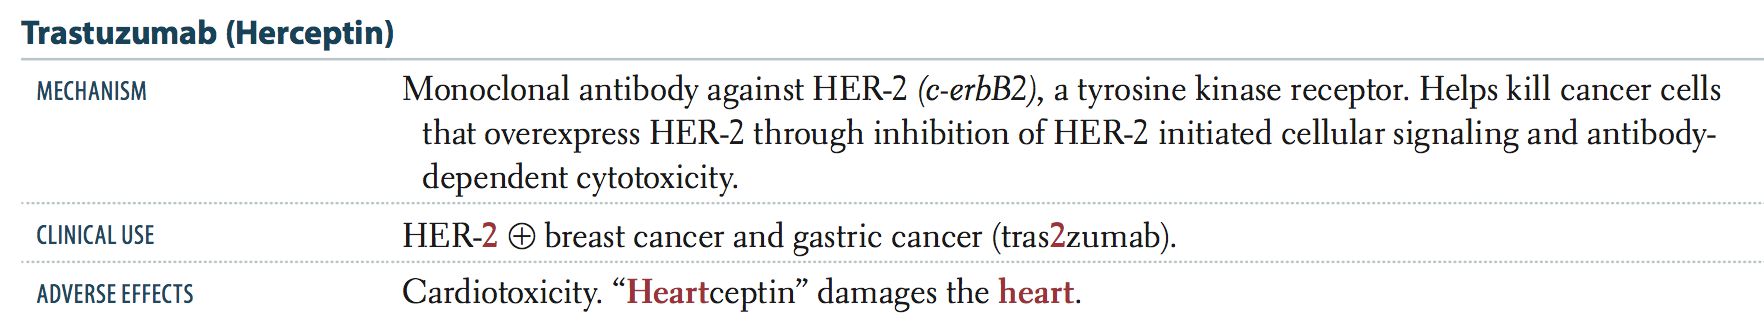 Trastuzumab (Herceptin)
MECHANISM Monoclonal antibody against HER-2 (c-erbB2), a tyrosine kinase receptor. Helps kill cancer cells
that overexpress HER-2 through inhibition of HER-2 initiated cellular signaling and antibody-
dependent cytotoxicity.
CLINICAL USE HER-2 ⊕ breast cancer and gastric cancer (tras2zumab).
ADVERSE EFFECTS Cardiotoxicity. “Heartceptin” damages the heart.